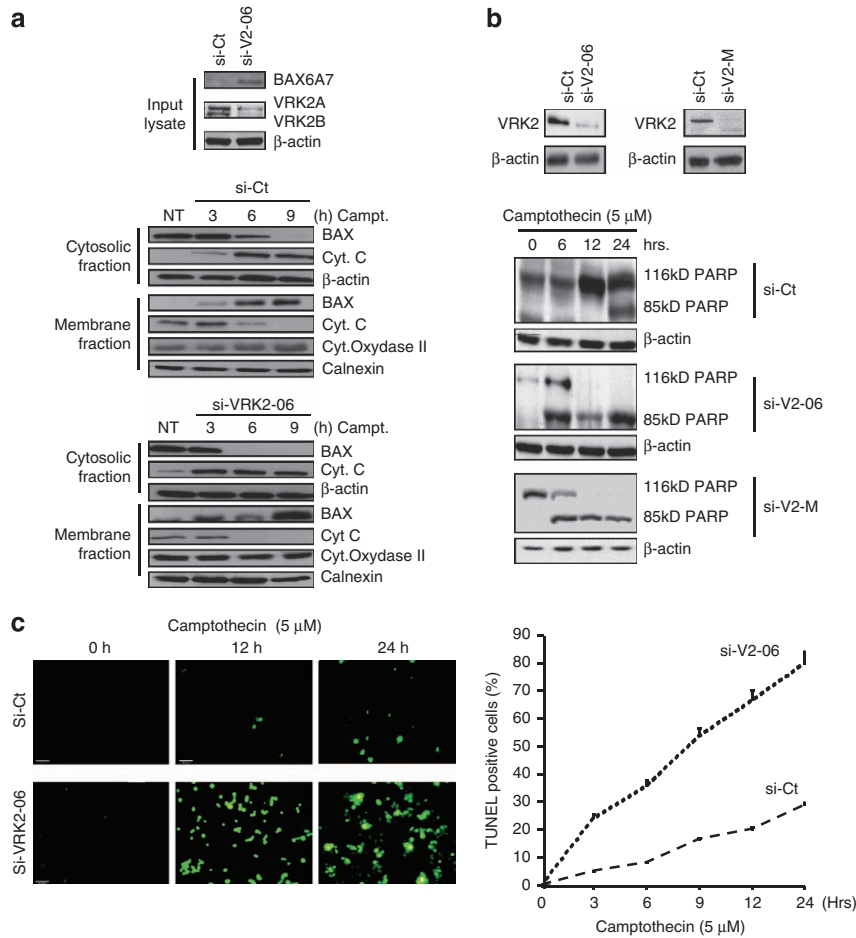 a
si-Ct
si-V2-06
Input lysate
BAX6A7
VRK2A
VRK2B
β-actin
si-Ct
NT 3 6 9 (h) Campt.
Cytosolic fraction
BAX
Cyt. C
β-actin
Membrane fraction
BAX
Cyt. C
Cyt.Oxydase II
Calnexin
si-VRK2-06
NT 3 6 9 (h) Campt.
Cytosolic fraction
BAX
Cyt. C
β-actin
Membrane fraction
BAX
Cyt C
Cyt.Oxydase II
Calnexin
b
si-Ct
si-V2-06
VRK2
β-actin
si-Ct
si-V2-M
VRK2
β-actin
Camptothecin (5 μM)
0 6 12 24 hrs.
116kD PARP
85kD PARP
si-Ct
β-actin
116kD PARP
85kD PARP
si-V2-06
β-actin
116kD PARP
85kD PARP
si-V2-M
β-actin
c
Camptothecin (5 μM)
0 h 12 h 24 h
Si-Ct
Si-VRK2-06
TUNEL positive cells (%)
90
80
70
60
50
40
30
20
10
0
si-V2-06
si-Ct
0 3 6 9 12 24 (Hrs)
Camptothecin (5 μM)